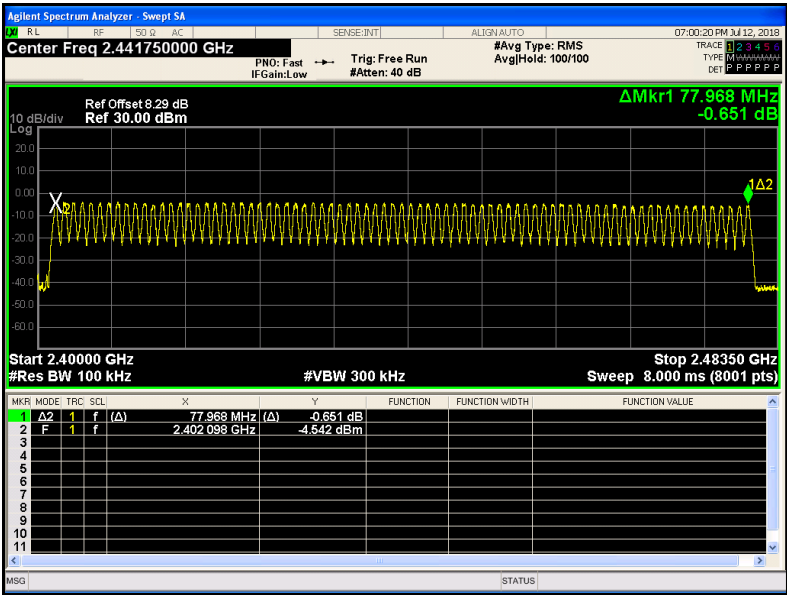 Agilent Spectrum Analyzer - Swept SA
LXI RL RF 50 Ω AC SENSE:INT ALIGN AUTO 07:00:20 PM Jul 12, 2018
Center Freq 2.441750000 GHz
PNO: Fast
IFGain:Low
Trig: Free Run
#Atten: 40 dB
#Avg Type: RMS
Avg|Hold: 100/100
TRACE 1 2 3 4 5 6
TYPE M
DET P P P P P P
ΔMkr1 77.968 MHz
-0.651 dB
Ref Offset 8.29 dB
10 dB/div Ref 30.00 dBm
Log
20.0
10.0
0.00
-10.0
-20.0
-30.0
-40.0
-50.0
-60.0
X2
1Δ2
Start 2.40000 GHz Stop 2.48350 GHz
#Res BW 100 kHz #VBW 300 kHz Sweep 8.000 ms (8001 pts)
MKR MODE TRC SCL X Y FUNCTION FUNCTION WIDTH FUNCTION VALUE
1 Δ2 1 f (Δ) 77.968 MHz (Δ) -0.651 dB
2 F 1 f 2.402 098 GHz -4.542 dBm
3
4
5
6
7
8
9
10
11
MSG STATUS